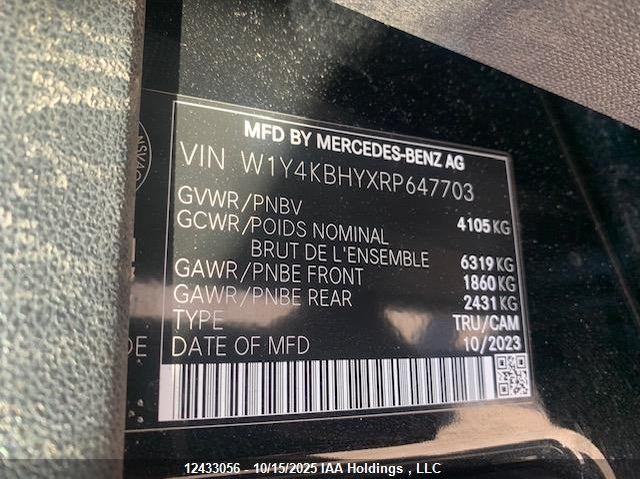 MFD BY MERCEDES-BENZ AG
VIN W1Y4KBHYXRP647703
GVWR/PNBV 4105 KG
GCWR/POIDS NOMINAL
BRUT DE L'ENSEMBLE 6319 KG
GAWR/PNBE FRONT 1860 KG
GAWR/PNBE REAR 2431 KG
TYPE TRU/CAM
DE DATE OF MFD 10/2023
12433056 - 10/15/2025 IAA Holdings , LLC